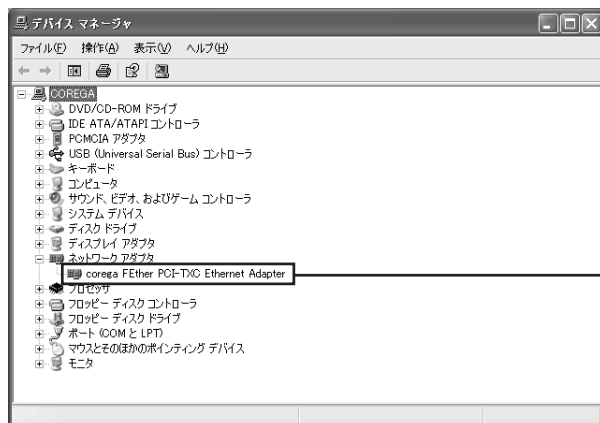 デバイス マネージャ
ファイル(F) 操作(A) 表示(V) ヘルプ(H)
COREGA
DVD/CD-ROM ドライブ
IDE ATA/ATAPI コントローラ
PCMCIA アダプタ
USB (Universal Serial Bus) コントローラ
キーボード
コンピュータ
サウンド、ビデオ、およびゲーム コントローラ
システム デバイス
ディスク ドライブ
ディスプレイ アダプタ
ネットワーク アダプタ
corega FEther PCI-TXC Ethernet Adapter
プロセッサ
フロッピー ディスク コントローラ
フロッピー ディスク ドライブ
ポート (COM と LPT)
マウスとそのほかのポインティング デバイス
モニタ